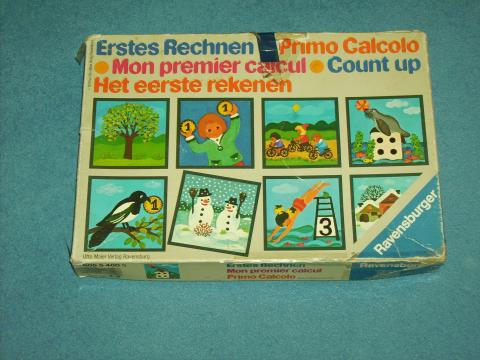 Erstes Rechnen Primo Calcolo
Mon premier calcul Count up
Het eerste rekenen
1 1
1
3
Ravensburger
Otto Maier Verlag Ravensburg
Erstes Rechnen
Mon premier calcul
Primo Calcolo
Ravensburger